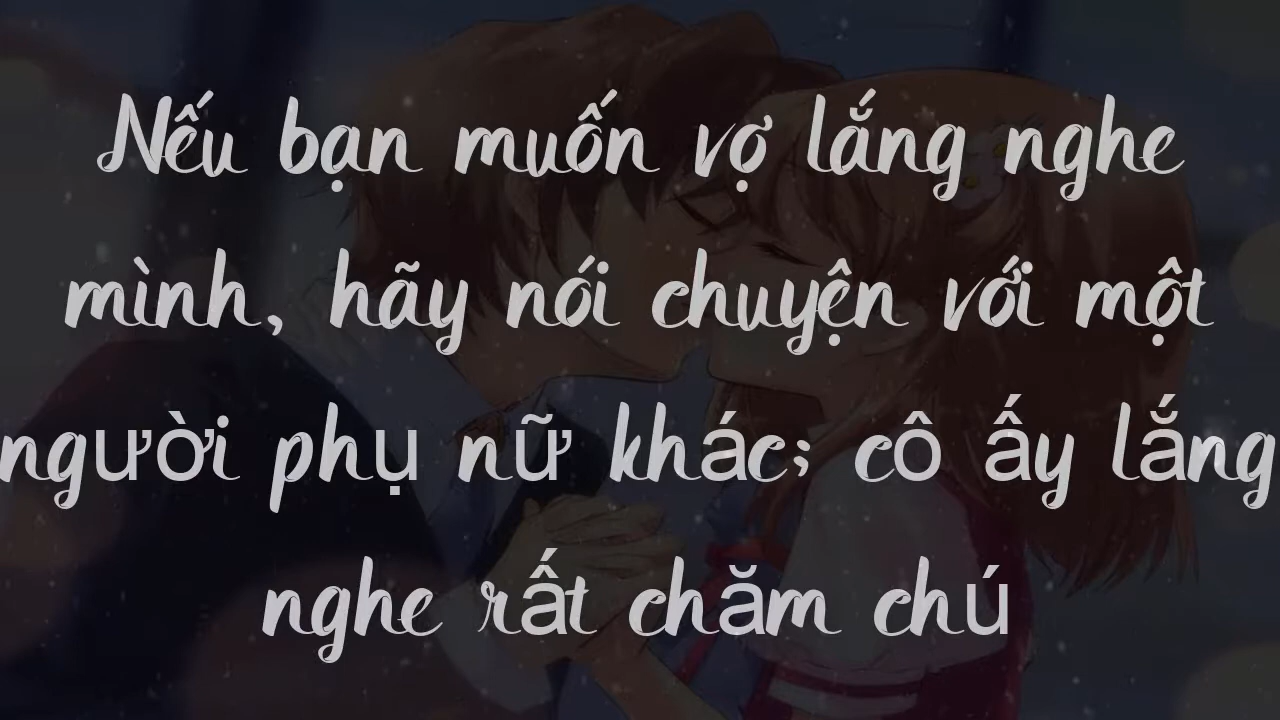 Nếu bạn muốn vợ lắng nghe
mình, hãy nói chuyện với một
người phụ nữ khác; cô ấy lắng
nghe rất chăm chú